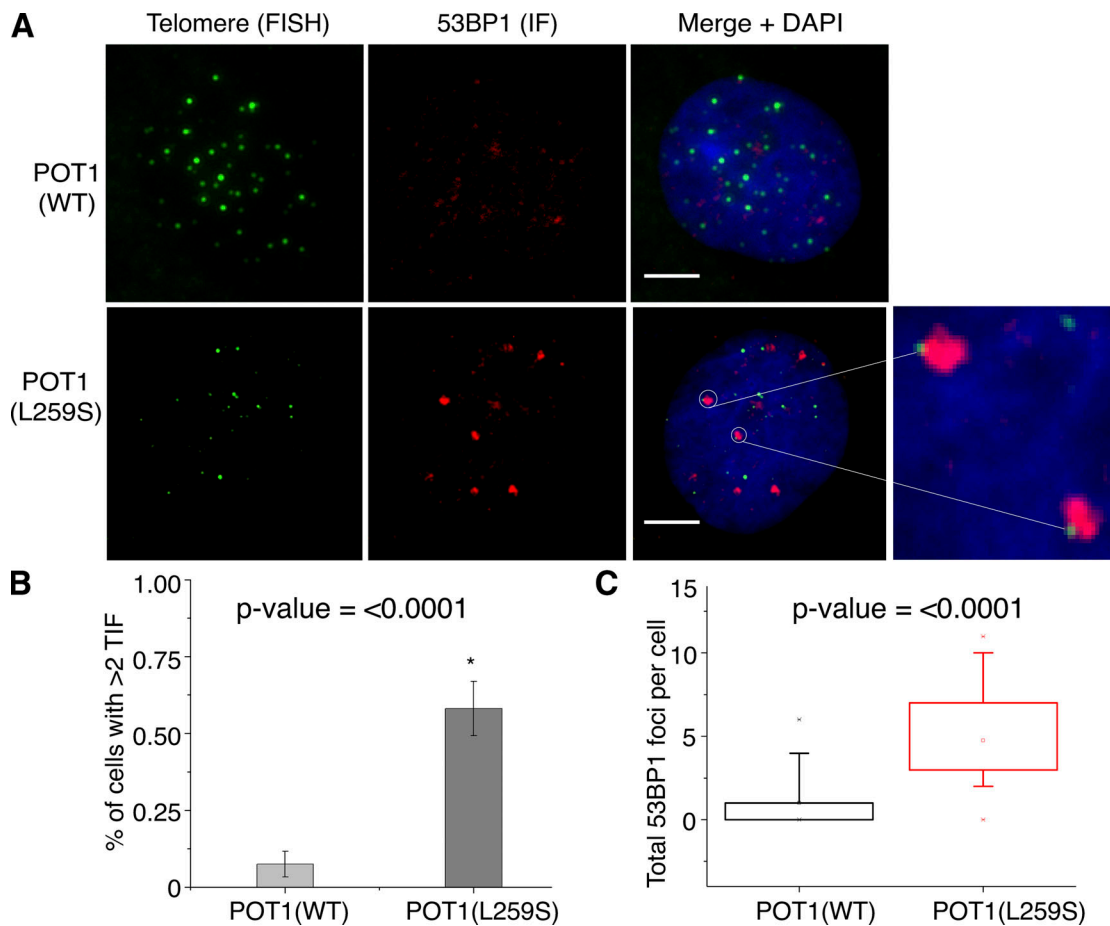 A
Telomere (FISH)
53BP1 (IF)
Merge + DAPI
POT1
(WT)
POT1
(L259S)
B
p-value = <0.0001
% of cells with >2 TIF
1.00
0.75
0.50
0.25
0
*
POT1(WT)
POT1(L259S)
C
p-value = <0.0001
Total 53BP1 foci per cell
15
10
5
0
POT1(WT)
POT1(L259S)